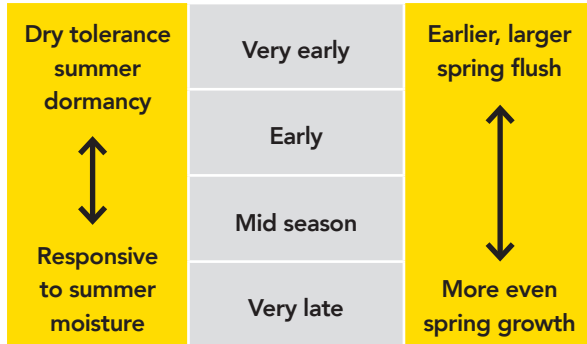 Dry tolerance
summer
dormancy
Responsive
to summer
moisture
Very early
Early
Mid season
Very late
Earlier, larger
spring flush
More even
spring growth